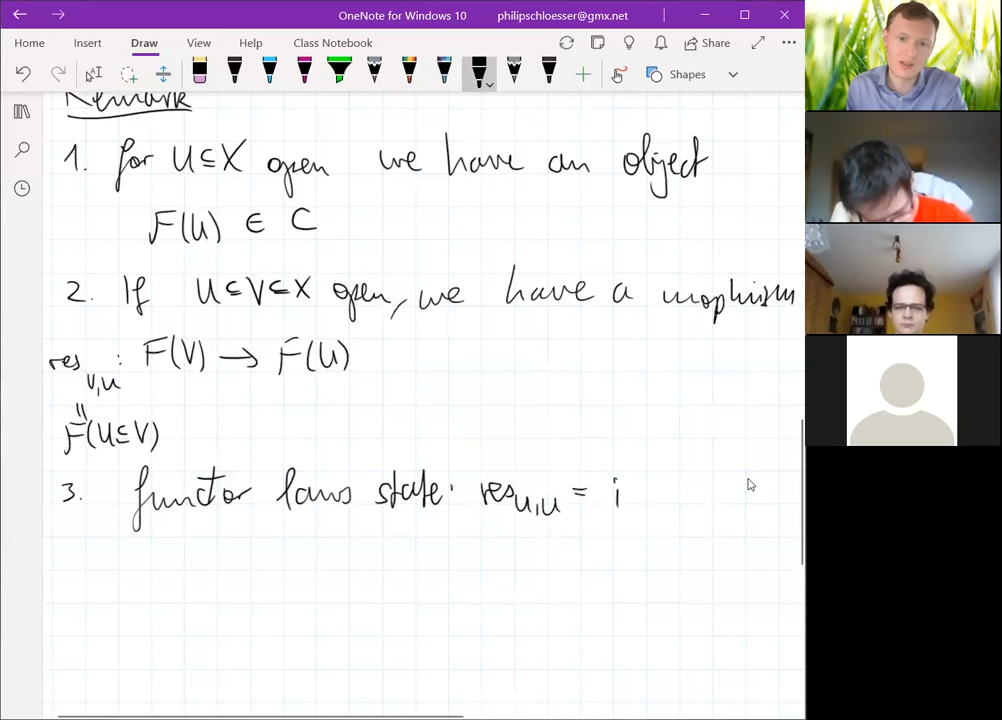 OneNote for Windows 10
philipschloesser@gmx.net
Home Insert Draw View Help Class Notebook Share
Shapes
Remark
1. for U⊆X open we have an object
F(U) ∈ C
2. If U⊆V⊆X open, we have a mophism
res_{V,U} : F(V) → F(U)
=
F(U⊆V)
3. functor laws state: res_{U,U} = i